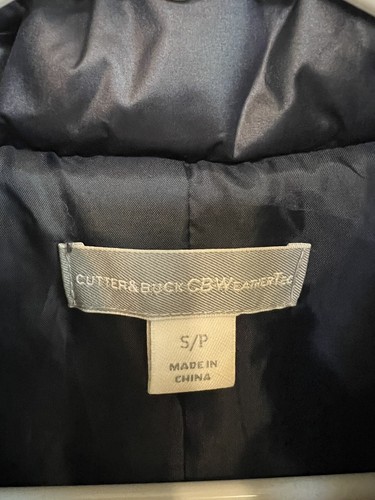 CUTTER&BUCK CBWEATHERTEC
S/P
MADE IN
CHINA